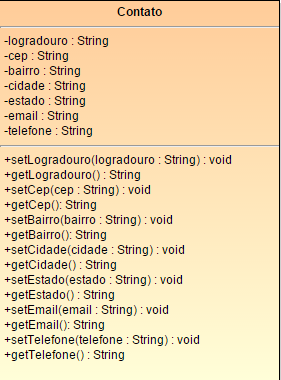 Contato
-logradouro : String
-cep : String
-bairro : String
-cidade : String
-estado : String
-email : String
-telefone : String
+setLogradouro(logradouro : String) : void
+getLogradouro() : String
+setCep(cep : String) : void
+getCep(): String
+setBairro(bairro : String) : void
+getBairro(): String
+setCidade(cidade : String) : void
+getCidade() : String
+setEstado(estado : String) : void
+getEstado() : String
+setEmail(email : String) : void
+getEmail(): String
+setTelefone(telefone : String) : void
+getTelefone() : String